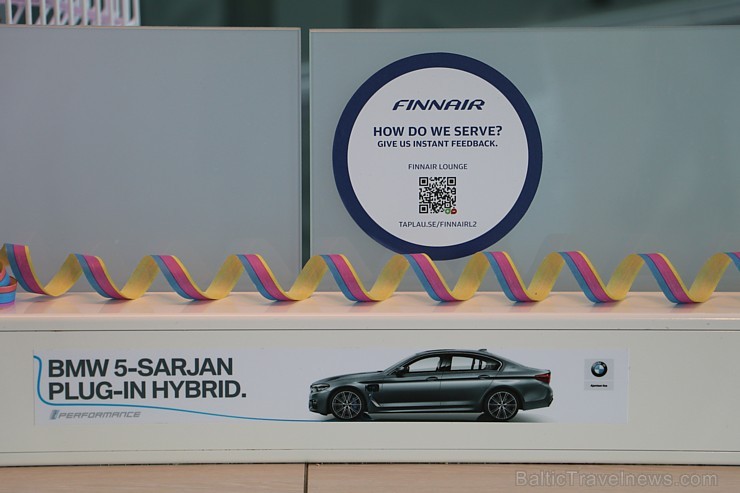 FINNAIR
HOW DO WE SERVE?
GIVE US INSTANT FEEDBACK.
FINNAIR LOUNGE
TAPLAU.SE/FINNAIRL2
BMW 5-SARJAN
PLUG-IN HYBRID.
iPERFORMANCE
BalticTravelnews.com